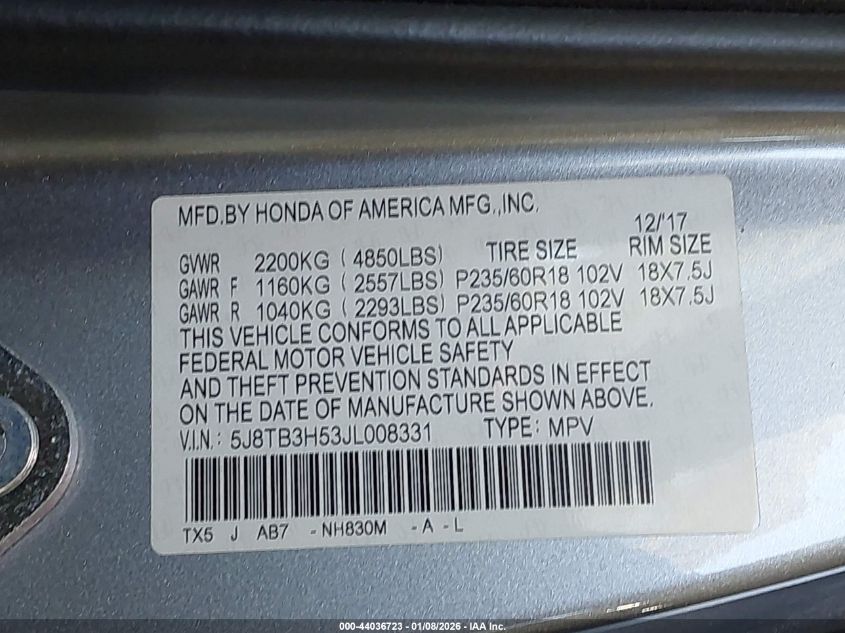 MFD.BY HONDA OF AMERICA MFG.,INC.
12/'17
GVWR 2200KG ( 4850LBS) TIRE SIZE RIM SIZE
GAWR F 1160KG ( 2557LBS) P235/60R18 102V 18X7.5J
GAWR R 1040KG ( 2293LBS) P235/60R18 102V 18X7.5J
THIS VEHICLE CONFORMS TO ALL APPLICABLE
FEDERAL MOTOR VEHICLE SAFETY
AND THEFT PREVENTION STANDARDS IN EFFECT
ON THE DATE OF MANUFACTURE SHOWN ABOVE.
V.I.N.: 5J8TB3H53JL008331 TYPE: MPV
TX5 J AB7 -NH830M -A -L
000-44036723 - 01/08/2026 - IAA Inc.